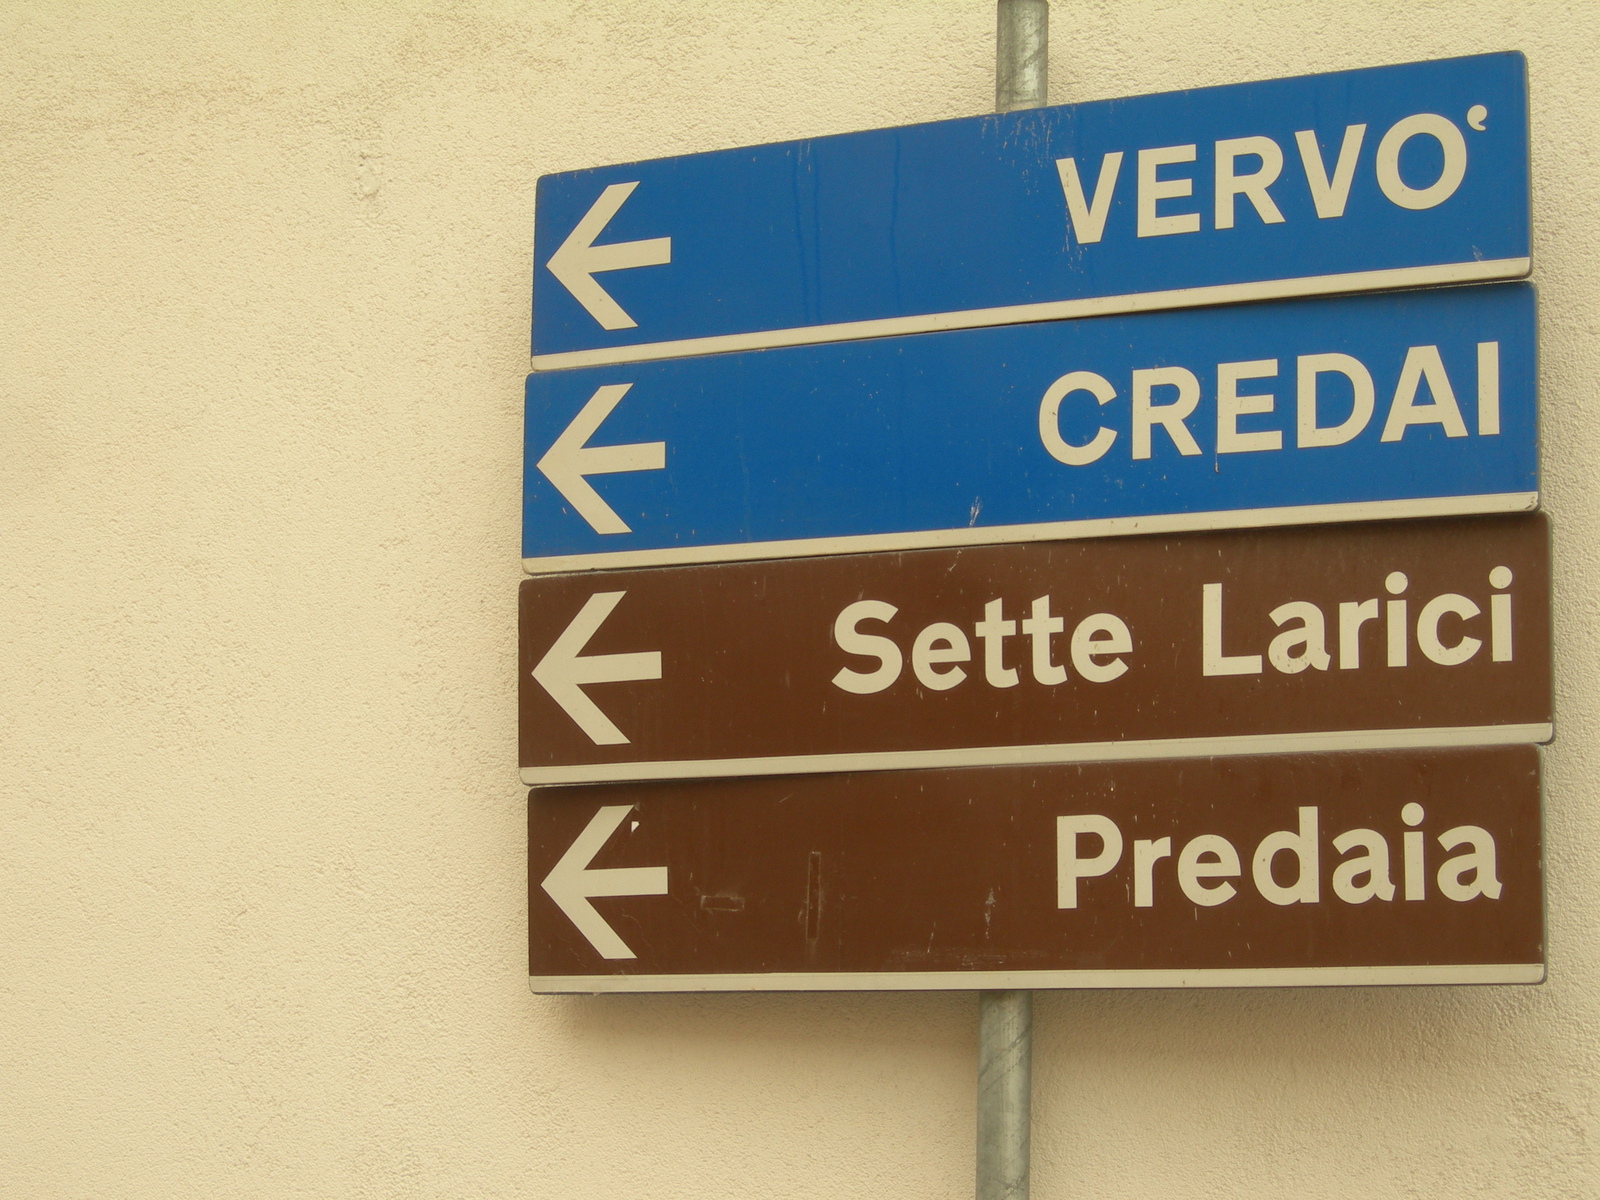 VERVO‘
CREDAI
Sette Larici
Predaia